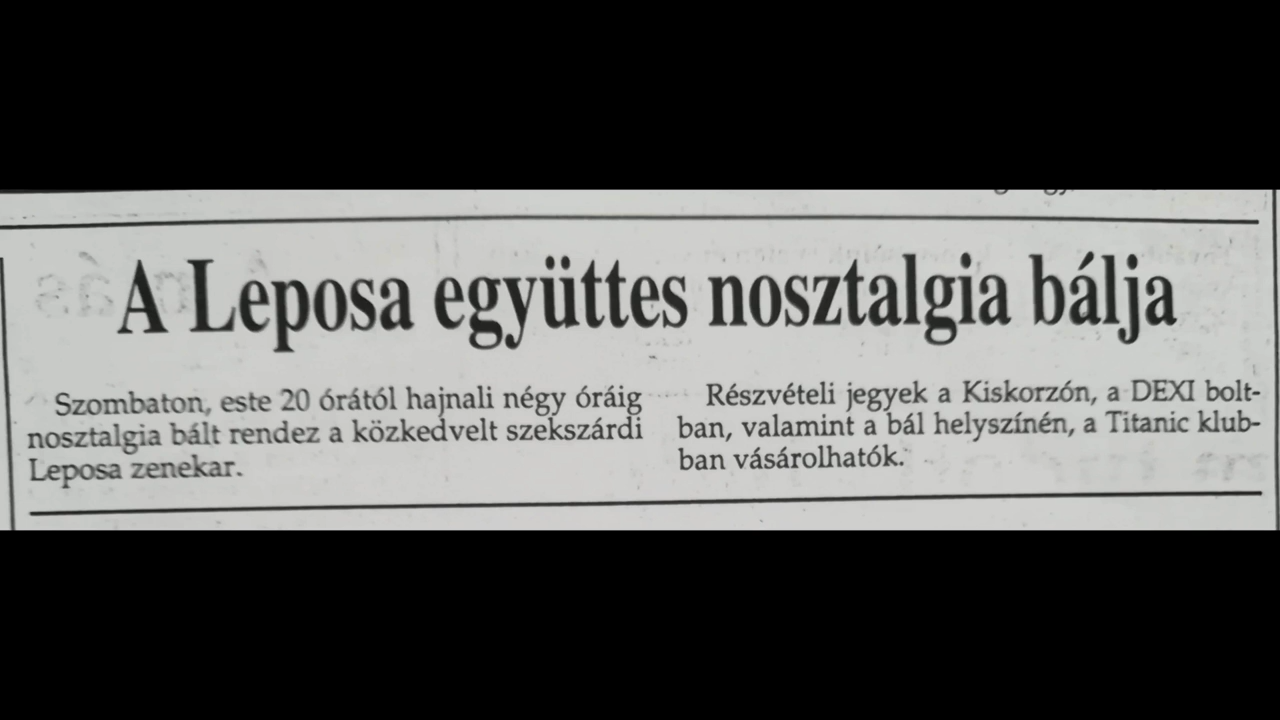 A Leposa együttes nosztalgia bálja
Szombaton, este 20 órától hajnali négy óráig
nosztalgia bált rendez a közkedvelt szekszárdi
Leposa zenekar.
Részvételi jegyek a Kiskorzón, a DEXI bolt-
ban, valamint a bál helyszínén, a Titanic klub-
ban vásárolhatók.